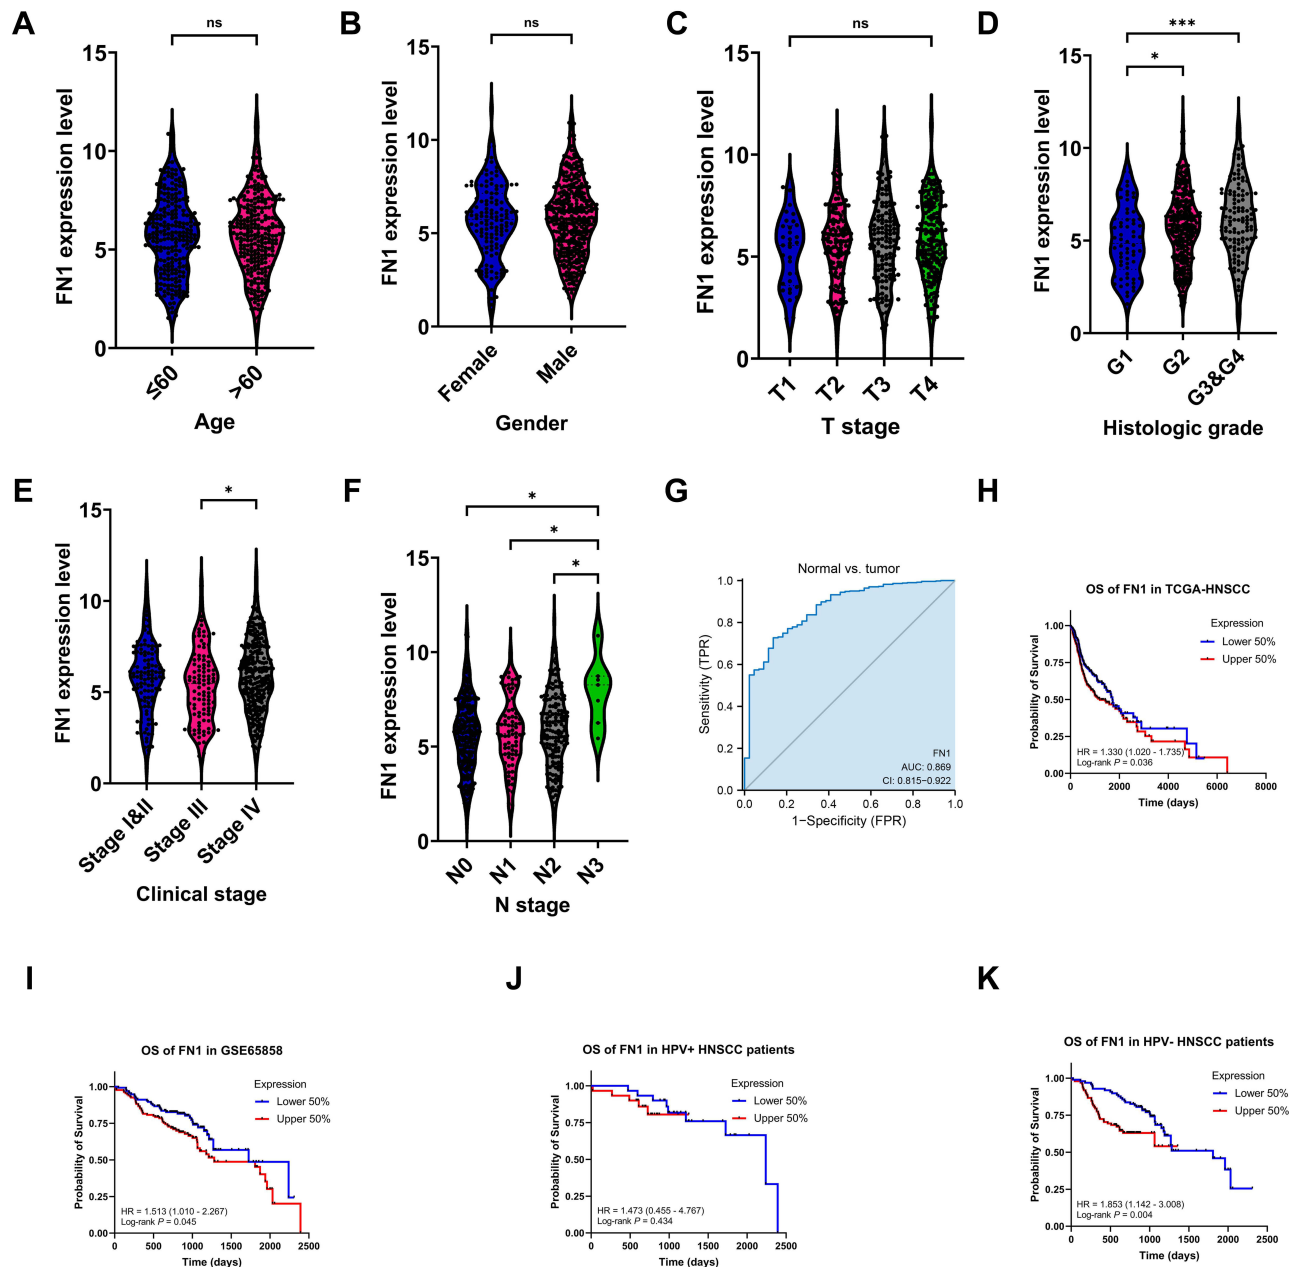 A
ns
FN1 expression level
15
10
5
0
≤60
>60
Age
B
ns
FN1 expression level
15
10
5
0
Female
Male
Gender
C
ns
FN1 expression level
15
10
5
0
T1
T2
T3
T4
T stage
D
***
*
FN1 expression level
15
10
5
0
G1
G2
G3&G4
Histologic grade
E
*
FN1 expression level
15
10
5
0
Stage I&II
Stage III
Stage IV
Clinical stage
F
*
*
*
FN1 expression level
15
10
5
0
N0
N1
N2
N3
N stage
G
Normal vs. tumor
Sensitivity (TPR)
1.0
0.8
0.6
0.4
0.2
0.0
FN1
AUC: 0.869
CI: 0.815−0.922
0.0 0.2 0.4 0.6 0.8 1.0
1−Specificity (FPR)
H
OS of FN1 in TCGA-HNSCC
Expression
Lower 50%
Upper 50%
Probability of Survival
1.00
0.75
0.50
0.25
0.00
HR = 1.330 (1.020 - 1.735)
Log-rank P = 0.036
0 2000 4000 6000 8000
Time (days)
I
OS of FN1 in GSE65858
Expression
Lower 50%
Upper 50%
Probability of Survival
1.00
0.75
0.50
0.25
0.00
HR = 1.513 (1.010 - 2.267)
Log-rank P = 0.045
0 500 1000 1500 2000 2500
Time (days)
J
OS of FN1 in HPV+ HNSCC patients
Expression
Lower 50%
Upper 50%
Probability of Survival
1.00
0.75
0.50
0.25
0.00
HR = 1.473 (0.455 - 4.767)
Log-rank P = 0.434
0 500 1000 1500 2000 2500
Time (days)
K
OS of FN1 in HPV- HNSCC patients
Expression
Lower 50%
Upper 50%
Probability of Survival
1.00
0.75
0.50
0.25
0.00
HR = 1.853 (1.142 - 3.008)
Log-rank P = 0.004
0 500 1000 1500 2000 2500
Time (days)